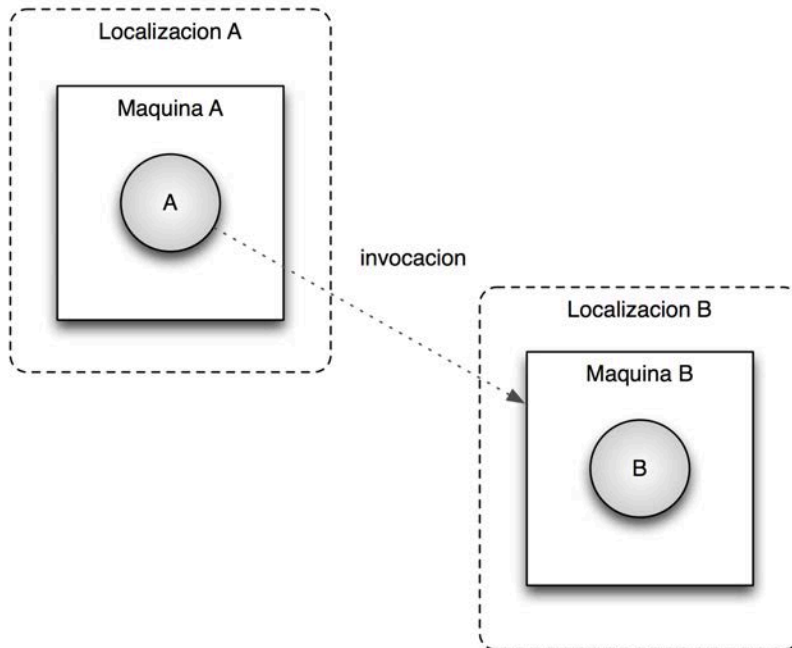 Localizacion A
Maquina A
A
invocacion
Localizacion B
Maquina B
B